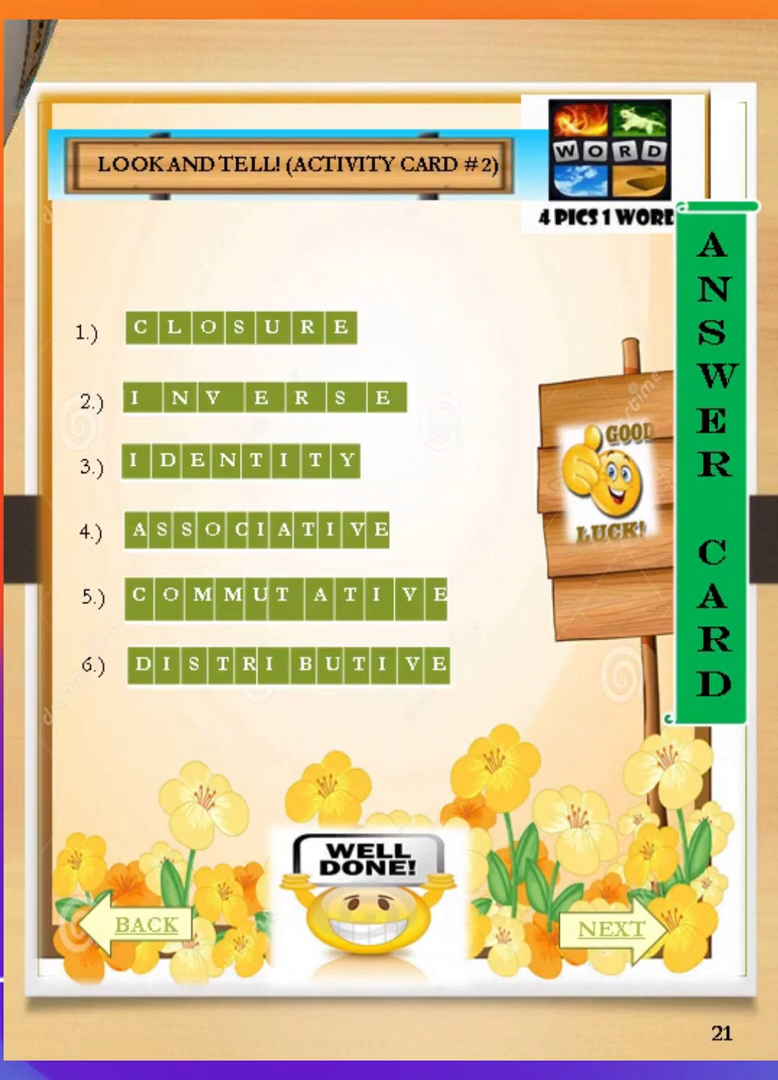 LOOK AND TELL! (ACTIVITY CARD #2)
WORD
4 PICS 1 WORD
ANSWER CARD
1.) CLOSURE
2.) INVERSE
3.) IDENTITY
4.) ASSOCIATIVE
5.) COMMUTATIVE
6.) DISTRIBUTIVE
GOOD
LUCK!
WELL
DONE!
BACK
NEXT
21